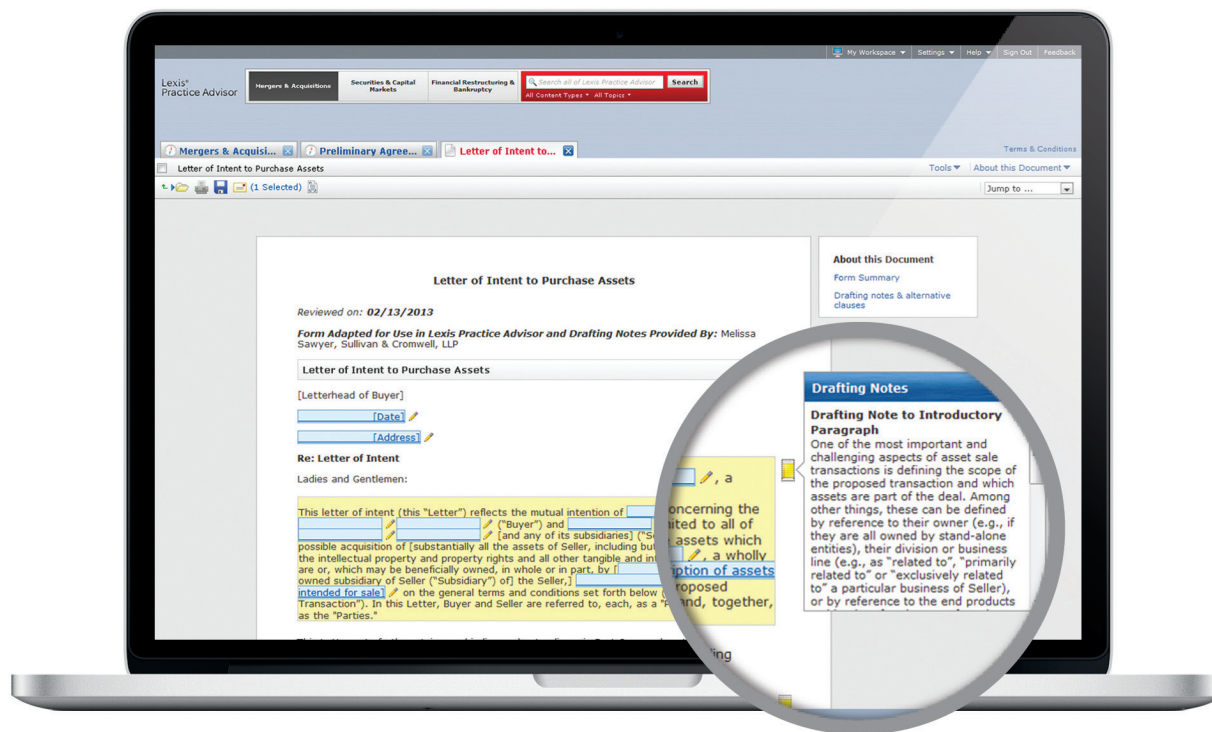 My Workspace Settings Help Sign Out Feedback
Lexis®
Practice Advisor
Mergers & Acquisitions
Securities & Capital
Markets
Financial Restructuring &
Bankruptcy
Search all of Lexis Practice Advisor Search
All Content Types All Topics
Mergers & Acquisi... Preliminary Agree... Letter of Intent to...
Terms & Conditions
Letter of Intent to Purchase Assets
Tools About this Document
(1 Selected)
Jump to ...
Letter of Intent to Purchase Assets
Reviewed on: 02/13/2013
Form Adapted for Use in Lexis Practice Advisor and Drafting Notes Provided By: Melissa
Sawyer, Sullivan & Cromwell, LLP
Letter of Intent to Purchase Assets
[Letterhead of Buyer]
[Date]
[Address]
Re: Letter of Intent
Ladies and Gentlemen:
This letter of intent (this "Letter") reflects the mutual intention of
("Buyer") and
[and any of its subsidiaries] ("S
possible acquisition of [substantially all the assets of Seller, including bu
the intellectual property and property rights and all other tangible and in
are or, which may be beneficially owned, in whole or in part, by [
owned subsidiary of Seller ("Subsidiary") of] the Seller,]
intended for sale] on the general terms and conditions set forth below (
Transaction"). In this Letter, Buyer and Seller are referred to, each, as a "P
as the "Parties."
About this Document
Form Summary
Drafting notes & alternative
clauses
, a
oncerning the
ited to all of
assets which
, a wholly
iption of assets
roposed
and, together,
ing
Drafting Notes
Drafting Note to Introductory
Paragraph
One of the most important and
challenging aspects of asset sale
transactions is defining the scope of
the proposed transaction and which
assets are part of the deal. Among
other things, these can be defined
by reference to their owner (e.g., if
they are all owned by stand-alone
entities), their division or business
line (e.g., as "related to", "primarily
related to" or "exclusively related
to" a particular business of Seller),
or by reference to the end products